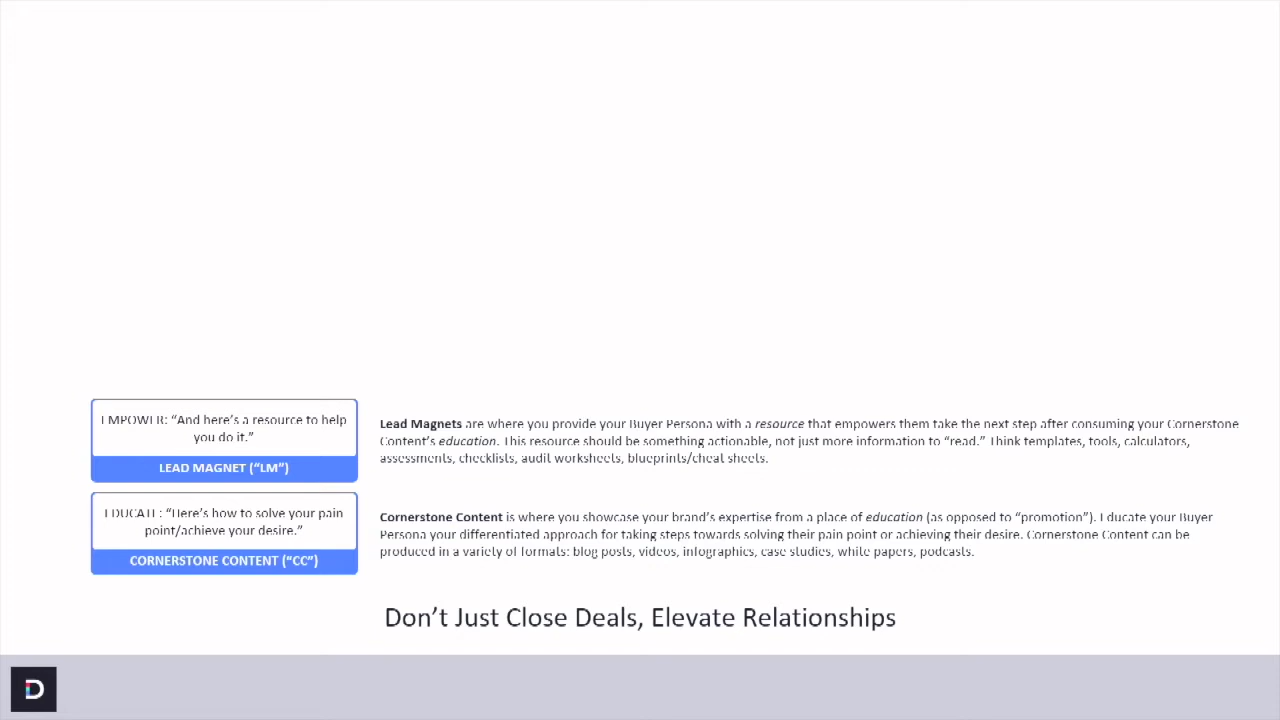 EMPOWER: “And here’s a resource to help
you do it.”
LEAD MAGNET (“LM”)
Lead Magnets are where you provide your Buyer Persona with a resource that empowers them take the next step after consuming your Cornerstone
Content’s education. This resource should be something actionable, not just more information to “read.” Think templates, tools, calculators,
assessments, checklists, audit worksheets, blueprints/cheat sheets.
EDUCATE: “Here’s how to solve your pain
point/achieve your desire.”
CORNERSTONE CONTENT (“CC”)
Cornerstone Content is where you showcase your brand’s expertise from a place of education (as opposed to “promotion”). Educate your Buyer
Persona your differentiated approach for taking steps towards solving their pain point or achieving their desire. Cornerstone Content can be
produced in a variety of formats: blog posts, videos, infographics, case studies, white papers, podcasts.
Don’t Just Close Deals, Elevate Relationships
D